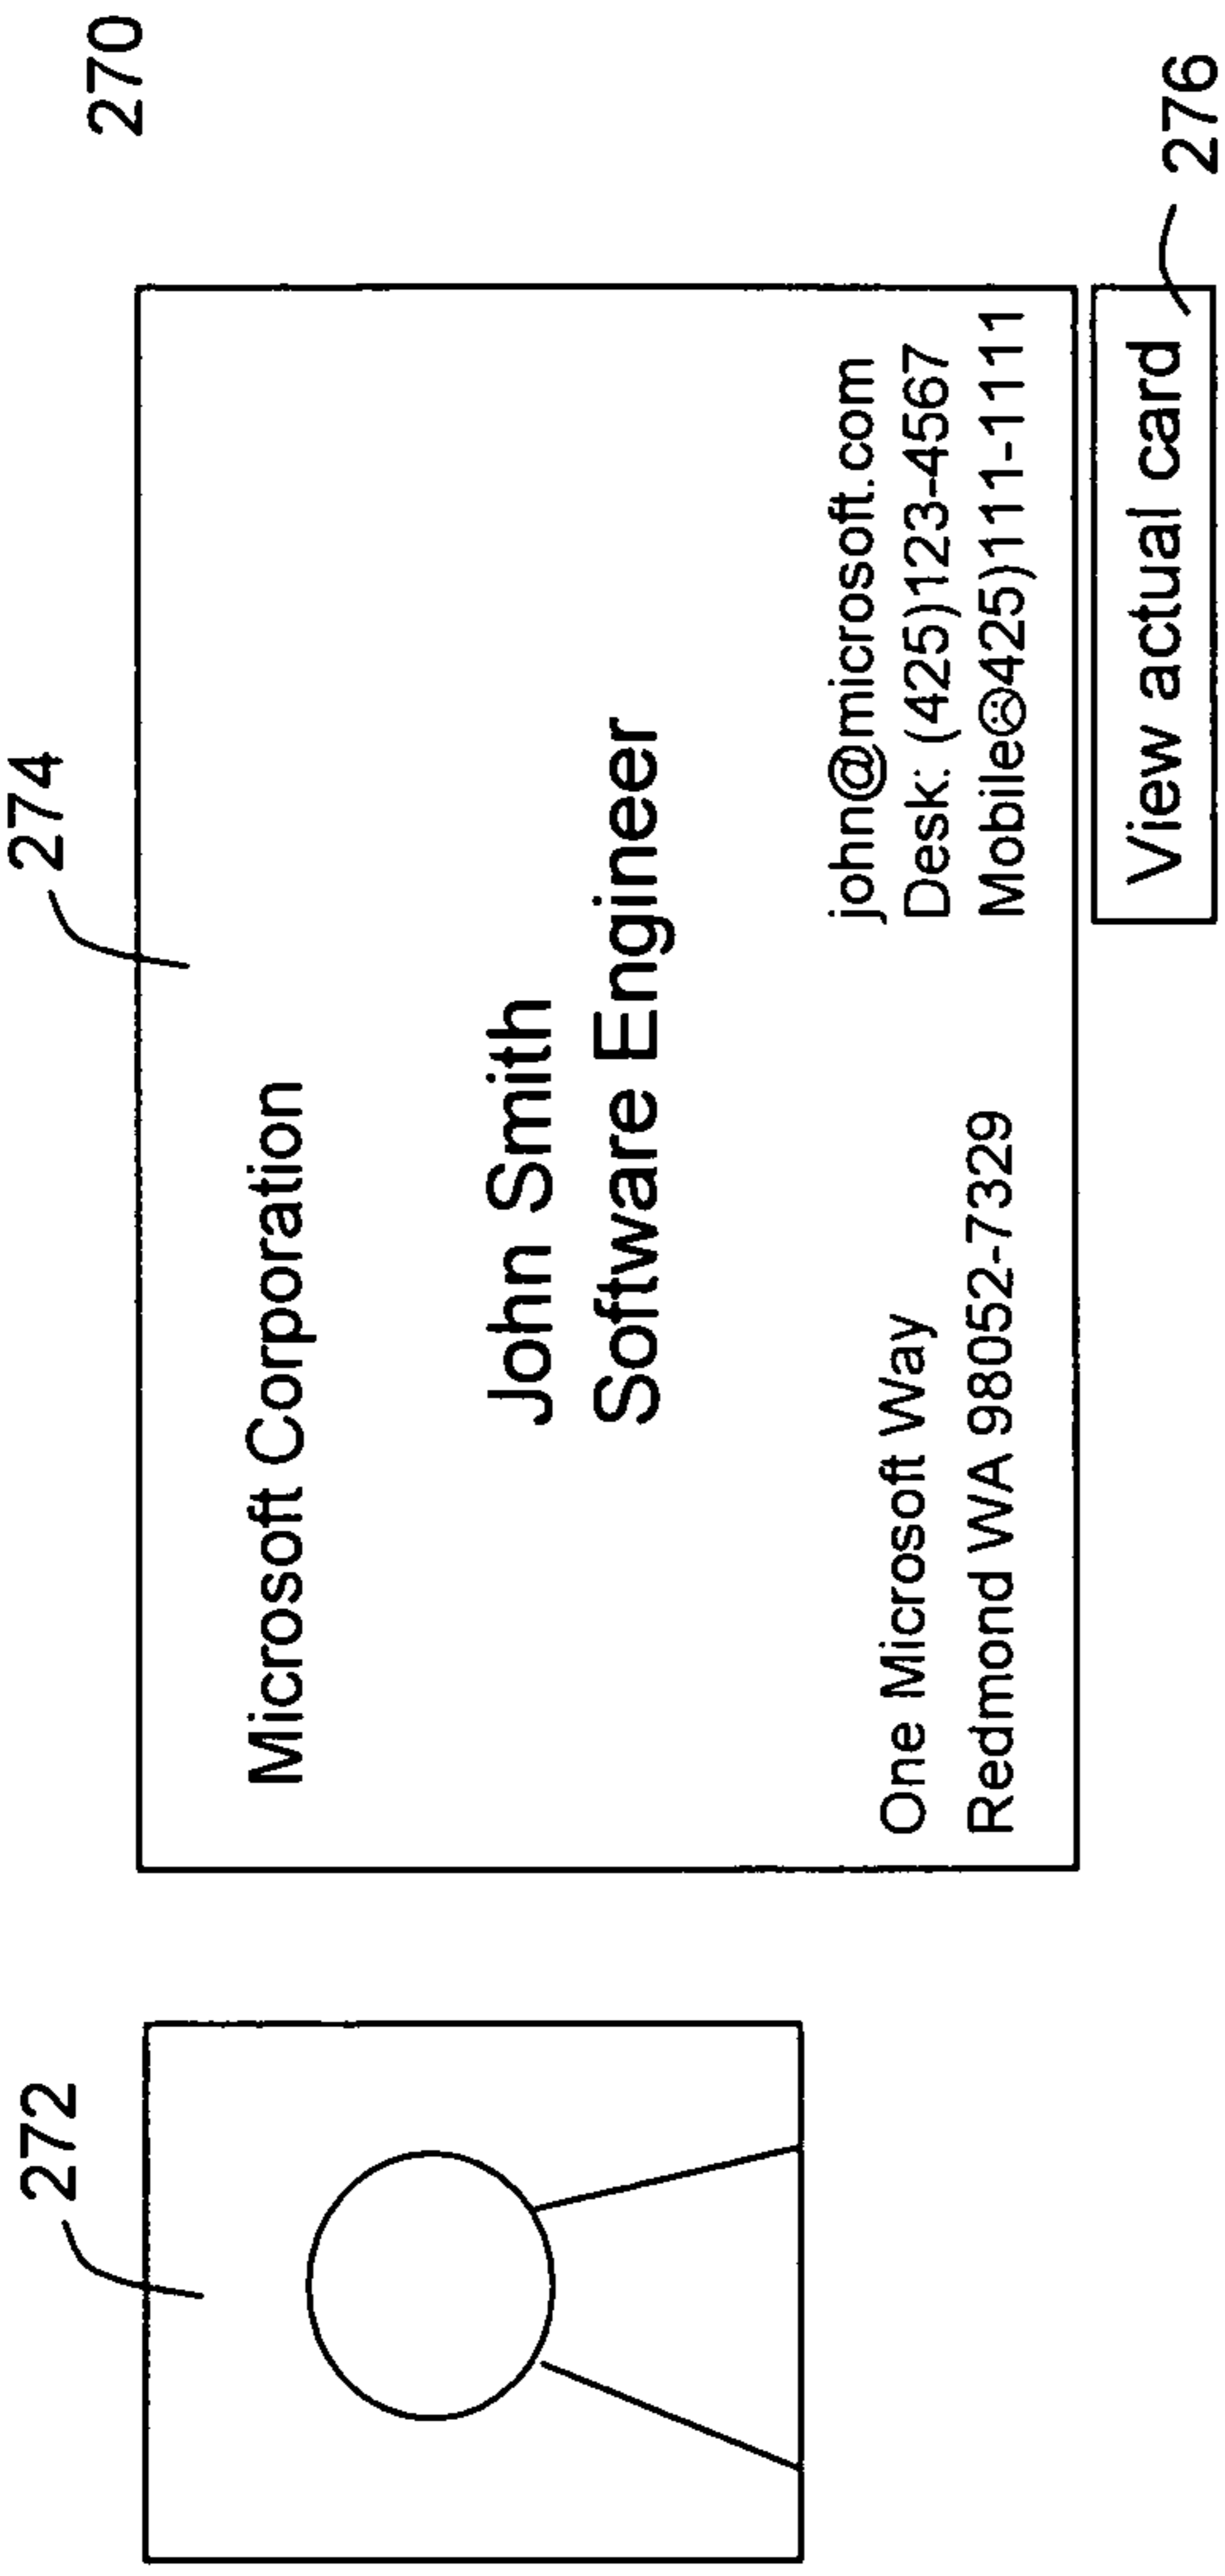 270
272
274
Microsoft Corporation
John Smith
Software Engineer
One Microsoft Way
Redmond WA 98052-7329
john@microsoft.com
Desk: (425)123-4567
Mobile☹425)111-1111
View actual card
276